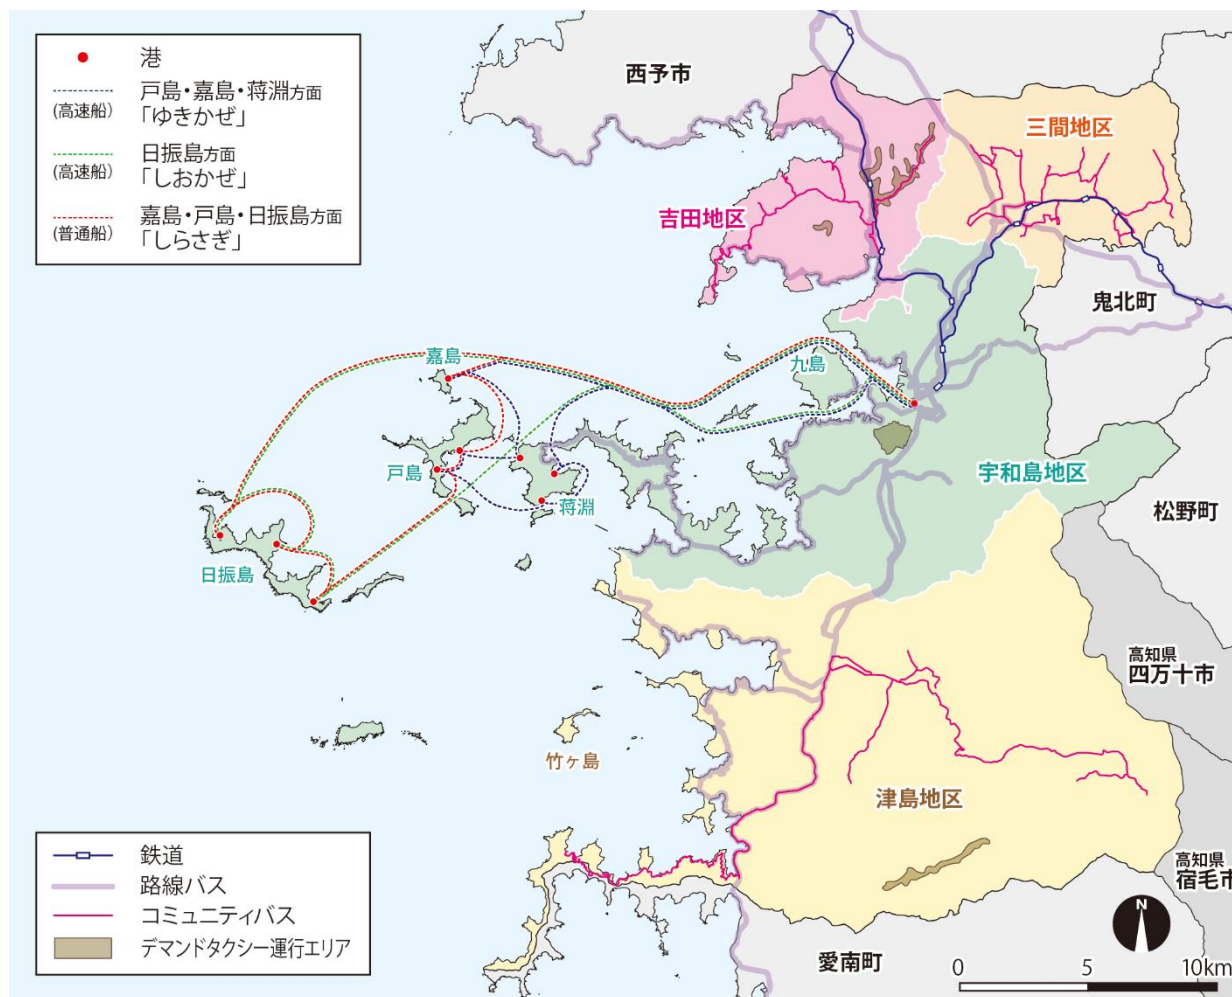 港
戸島・嘉島・蒋淵方面
(高速船)
「ゆきかぜ」
日振島方面
(高速船)
「しおかぜ」
嘉島・戸島・日振島方面
(普通船)
「しらさぎ」
西予市
三間地区
吉田地区
鬼北町
嘉島
九島
戸島
蒋淵
宇和島地区
松野町
日振島
高知県
四万十市
竹ヶ島
津島地区
高知県
宿毛市
愛南町
鉄道
路線バス
コミュニティバス
デマンドタクシー運行エリア
N
0 5 10km